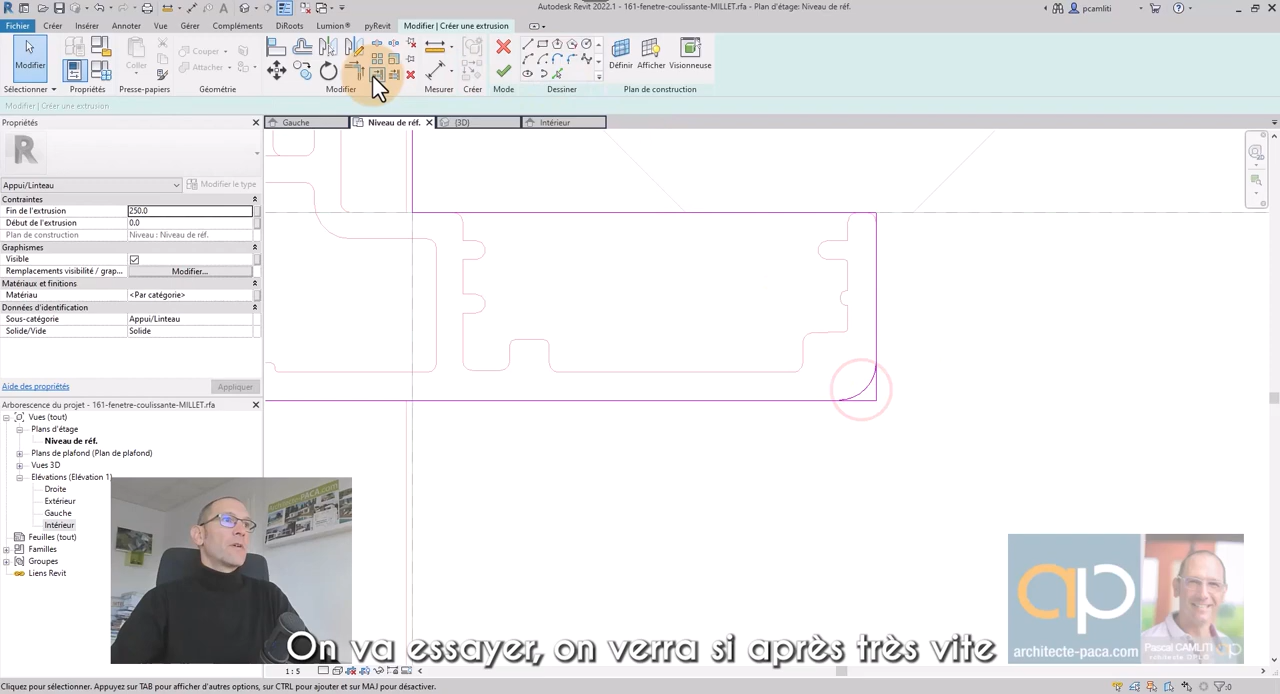 Autodesk Revit 2022.1 - 161-fenetre-coulissante-MILLET.rfa - Plan d'étage: Niveau de réf.
pcamliti
Fichier Créer Insérer Annoter Vue Gérer Compléments DiRoots Lumion® pyRevit Modifier | Créer une extrusion
Modifier Coller Couper Attacher Définir Afficher Visionneuse
Sélectionner Propriétés Presse-papiers Géométrie Modifier Mesurer Créer Mode Dessiner Plan de construction
Modifier | Créer une extrusion
Propriétés
Gauche Niveau de réf. {3D} Intérieur
Appui/Linteau Modifier le type
Contraintes
Fin de l'extrusion 250.0
Début de l'extrusion 0.0
Plan de construction Niveau : Niveau de réf.
Graphismes
Visible
Remplacements visibilité / grap... Modifier...
Matériaux et finitions
Matériau <Par catégorie>
Données d'identification
Sous-catégorie Appui/Linteau
Solide/Vide Solide
Aide des propriétés Appliquer
Arborescence du projet - 161-fenetre-coulissante-MILLET.rfa
Vues (tout)
Plans d'étage
Niveau de réf.
Plans de plafond (Plan de plafond)
Vues 3D
Elévations (Elévation 1)
Droite
Extérieur
Gauche
Intérieur
Feuilles (tout)
Familles
Groupes
Liens Revit
architecte-PACA.com
ap
architecte-paca.com
Pascal CAMLITI
architecte DPLG
On va essayer, on verra si après très vite
1 : 5
Cliquez pour sélectionner. Appuyez sur TAB pour afficher d'autres options, sur CTRL pour ajouter et sur MAJ pour désactiver.
:0